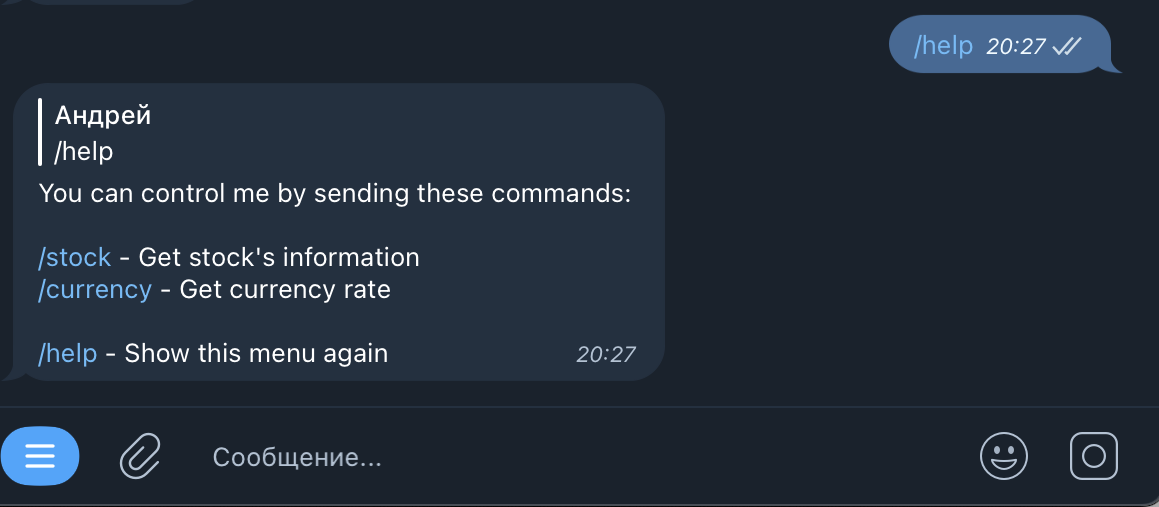 /help 20:27
Андрей
/help
You can control me by sending these commands:
/stock - Get stock's information
/currency - Get currency rate
/help - Show this menu again 20:27
Сообщение...